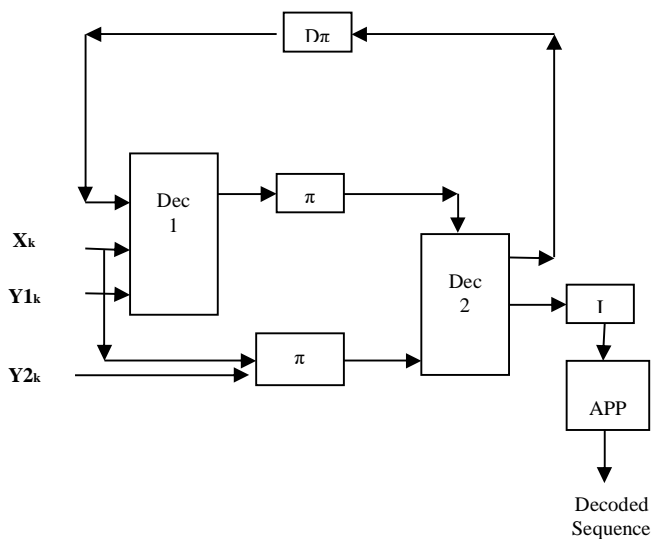 Dπ
Dec
1
π
Xk
Y1k
Dec
2
π
Y2k
APP
Decoded
Sequence